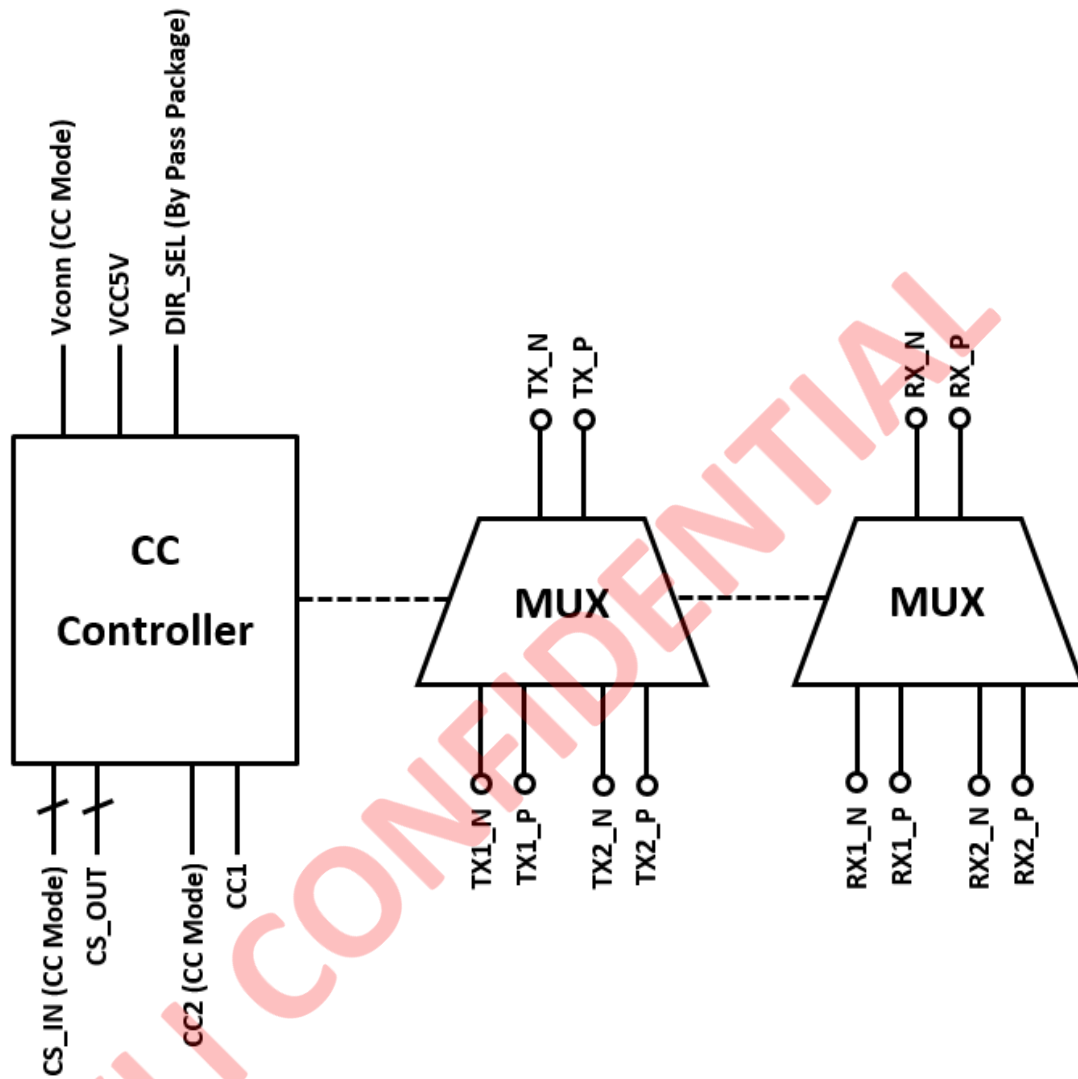 Vconn (CC Mode)
VCC5V
DIR_SEL (By Pass Package)
TX_N
TX_P
RX_N
RX_P
CC
Controller
MUX
MUX
CS_IN (CC Mode)
CS_OUT
CC2 (CC Mode)
CC1
TX1_N
TX1_P
TX2_N
TX2_P
RX1_N
RX1_P
RX2_N
RX2_P
CONFIDENTIAL